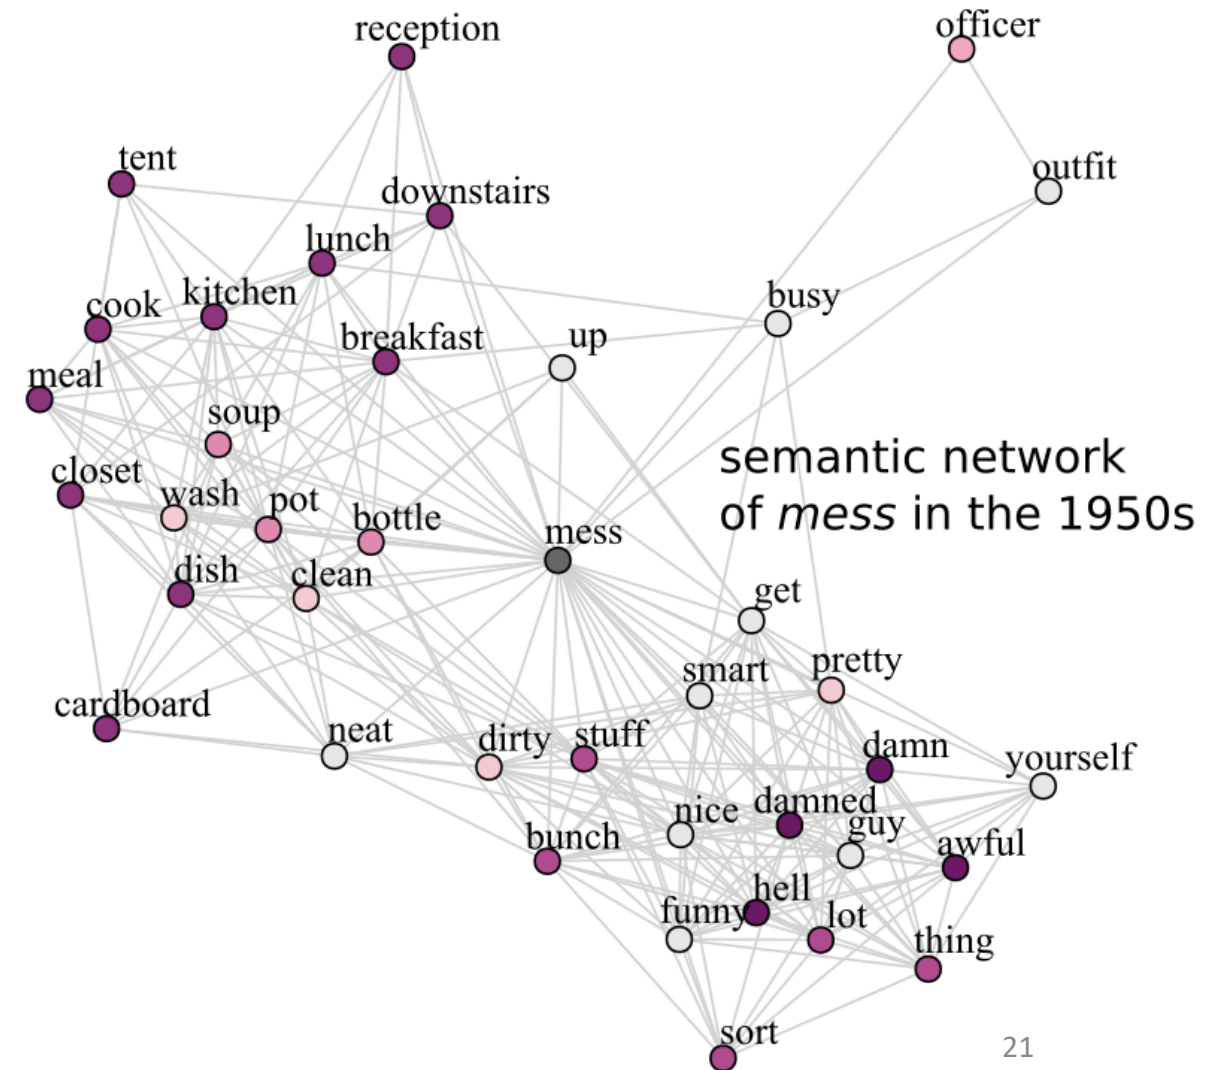 reception
officer
tent
outfit
downstairs
lunch
kitchen
cook
busy
up
breakfast
meal
soup
semantic network
of mess in the 1950s
closet
wash
pot
bottle
mess
dish
clean
get
smart
pretty
cardboard
neat
dirty
stuff
damn
yourself
nice
damned
guy
bunch
awful
hell
funny
lot
thing
sort
21